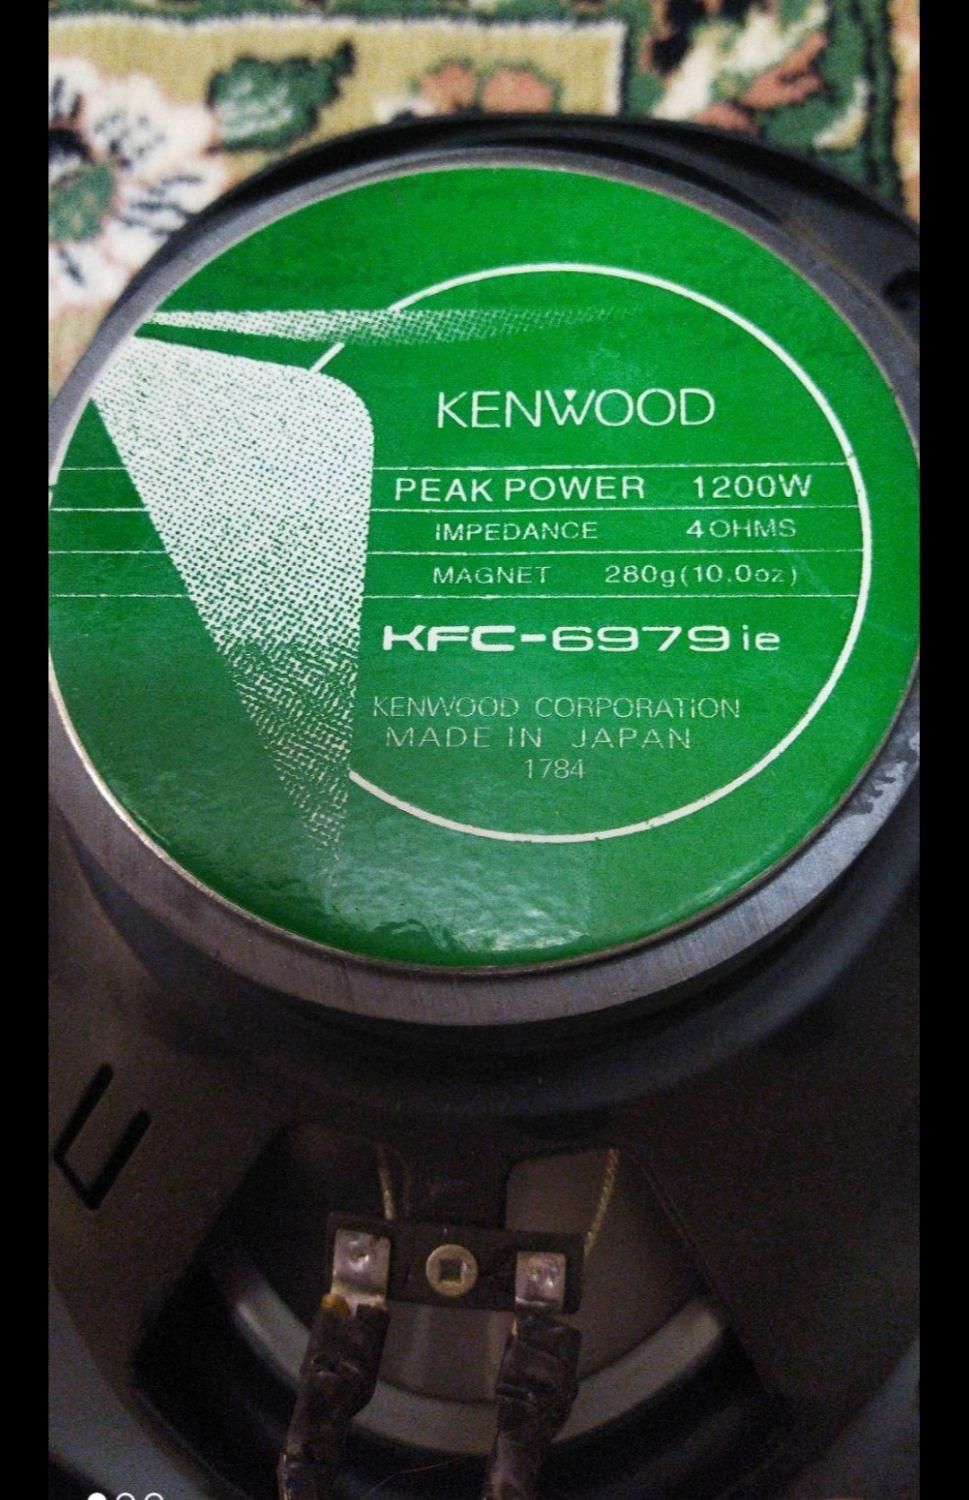 KENWOOD
PEAK POWER 1200W
IMPEDANCE 4 OHMS
MAGNET 280g(10.0oz)
KFC-6979ie
KENWOOD CORPORATION
MADE IN JAPAN
1784